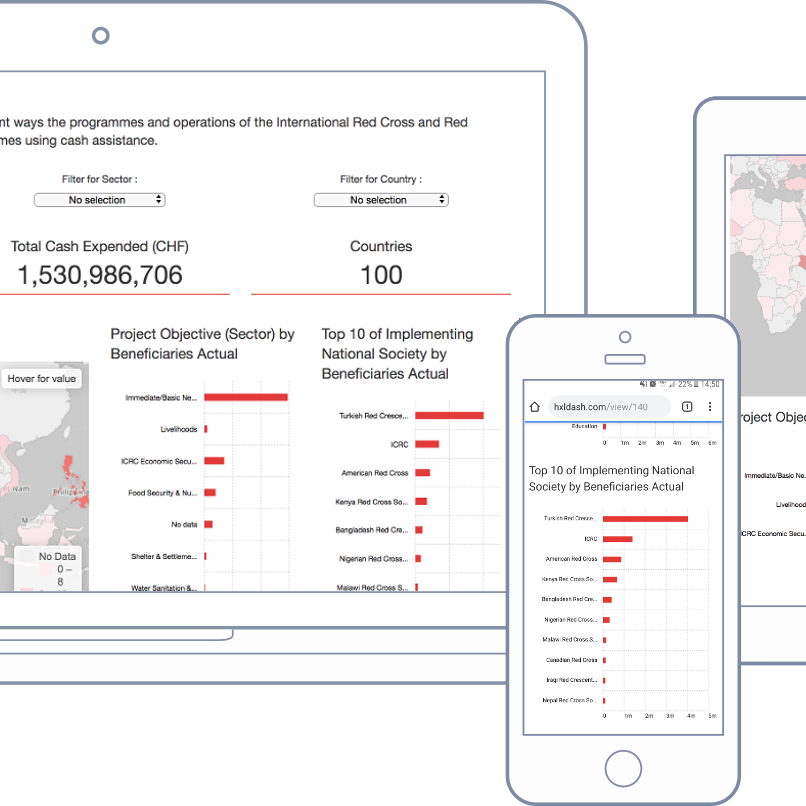 nt ways the programmes and operations of the International Red Cross and Red
mes using cash assistance.
Filter for Sector :
No selection
Filter for Country :
No selection
Total Cash Expended (CHF)
1,530,986,706
Countries
100
Hover for value
Nam
Philippin
Malaysia
No Data
0 –
8
Project Objective (Sector) by
Beneficiaries Actual
Immediate/Basic Ne...
Livelihoods
ICRC Economic Secu...
Food Security & Nu...
No data
Shelter & Settleme...
Water Sanitation &...
Top 10 of Implementing
National Society by
Beneficiaries Actual
Turkish Red Cresce...
ICRC
American Red Cross
Kenya Red Cross So...
Bangladesh Red Cre...
Nigerian Red Cross...
Malawi Red Cross S...
22% 14:50
hxldash.com/view/140
1
Education
0 1m 2m 3m 4m 5m 6m
Top 10 of Implementing National
Society by Beneficiaries Actual
Turkish Red Cresce...
ICRC
American Red Cross
Kenya Red Cross So...
Bangladesh Red Cre...
Nigerian Red Cross...
Malawi Red Cross S...
Canadian Red Cross
Iraqi Red Crescent...
Nepal Red Cross So...
0 1m 2m 3m 4m 5m
roject Objec
Immediate/Basic Ne.
Livelihood
ICRC Economic Secu.